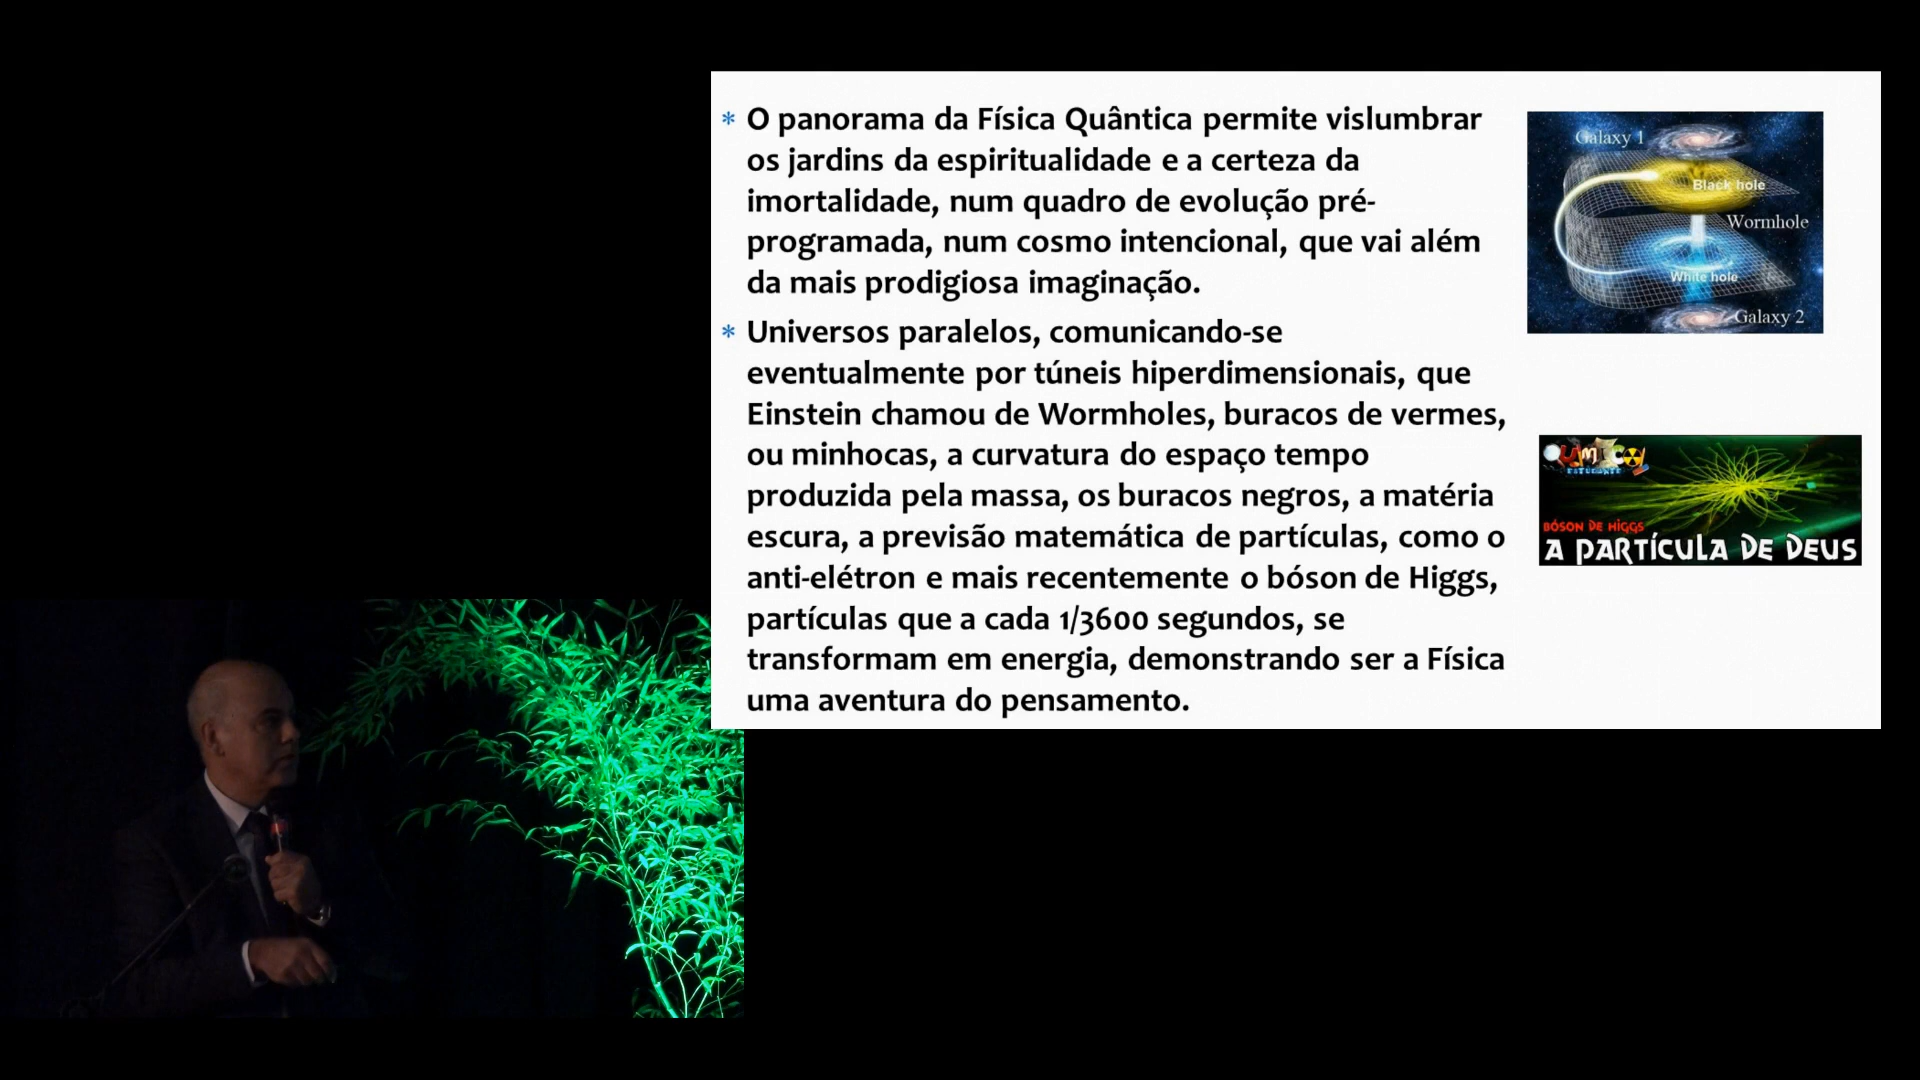 * O panorama da Física Quântica permite vislumbrar
os jardins da espiritualidade e a certeza da
imortalidade, num quadro de evolução pré-
programada, num cosmo intencional, que vai além
da mais prodigiosa imaginação.
* Universos paralelos, comunicando-se
eventualmente por túneis hiperdimensionais, que
Einstein chamou de Wormholes, buracos de vermes,
ou minhocas, a curvatura do espaço tempo
produzida pela massa, os buracos negros, a matéria
escura, a previsão matemática de partículas, como o
anti-elétron e mais recentemente o bóson de Higgs,
partículas que a cada 1/3600 segundos, se
transformam em energia, demonstrando ser a Física
uma aventura do pensamento.
Galaxy 1
Black hole
Wormhole
White hole
Galaxy 2
BÓSON DE HIGGS
A PARTÍCULA DE DEUS